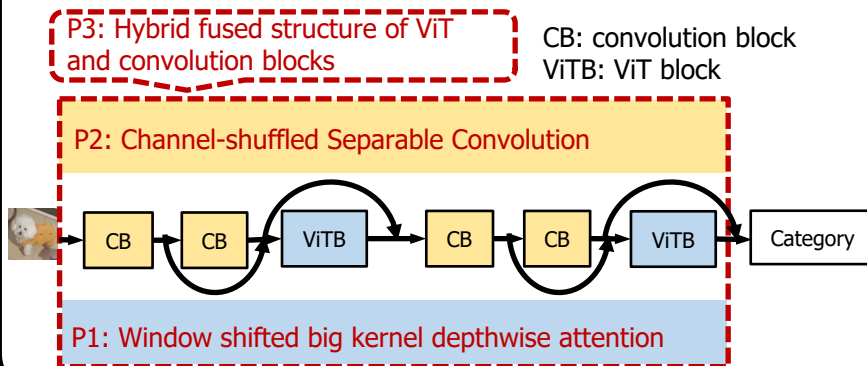 P3: Hybrid fused structure of ViT
and convolution blocks
CB: convolution block
ViTB: ViT block
P2: Channel-shuffled Separable Convolution
CB
CB
ViTB
CB
CB
ViTB
Category
P1: Window shifted big kernel depthwise attention